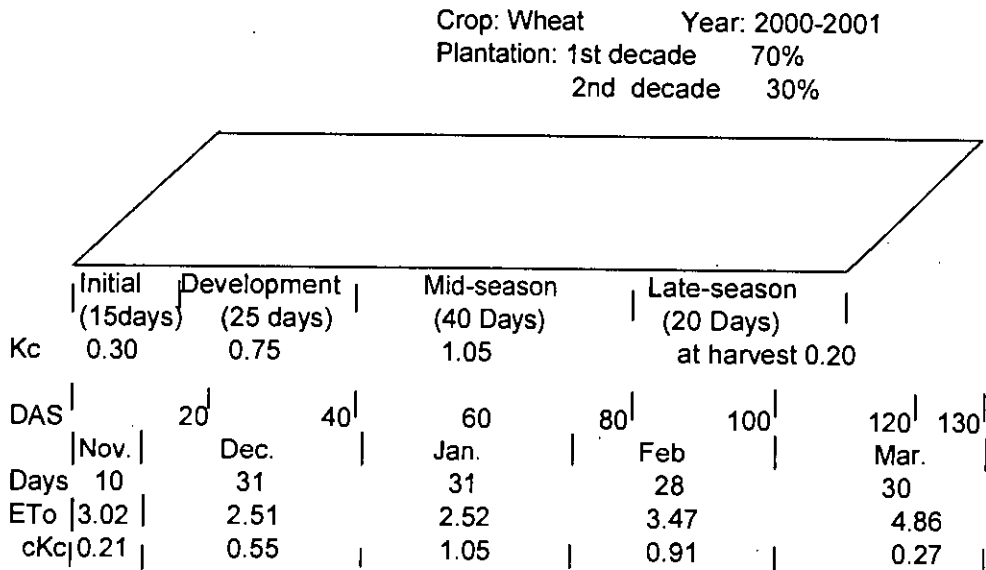 Crop: Wheat Year: 2000-2001
Plantation: 1st decade 70%
2nd decade 30%
Initial Development Mid-season Late-season
(15days) (25 days) (40 Days) (20 Days)
Kc 0.30 0.75 1.05 at harvest 0.20
DAS 20 40 60 80 100 120 130
Nov. Dec. Jan. Feb Mar.
Days 10 31 31 28 30
ETo 3.02 2.51 2.52 3.47 4.86
cKc 0.21 0.55 1.05 0.91 0.27